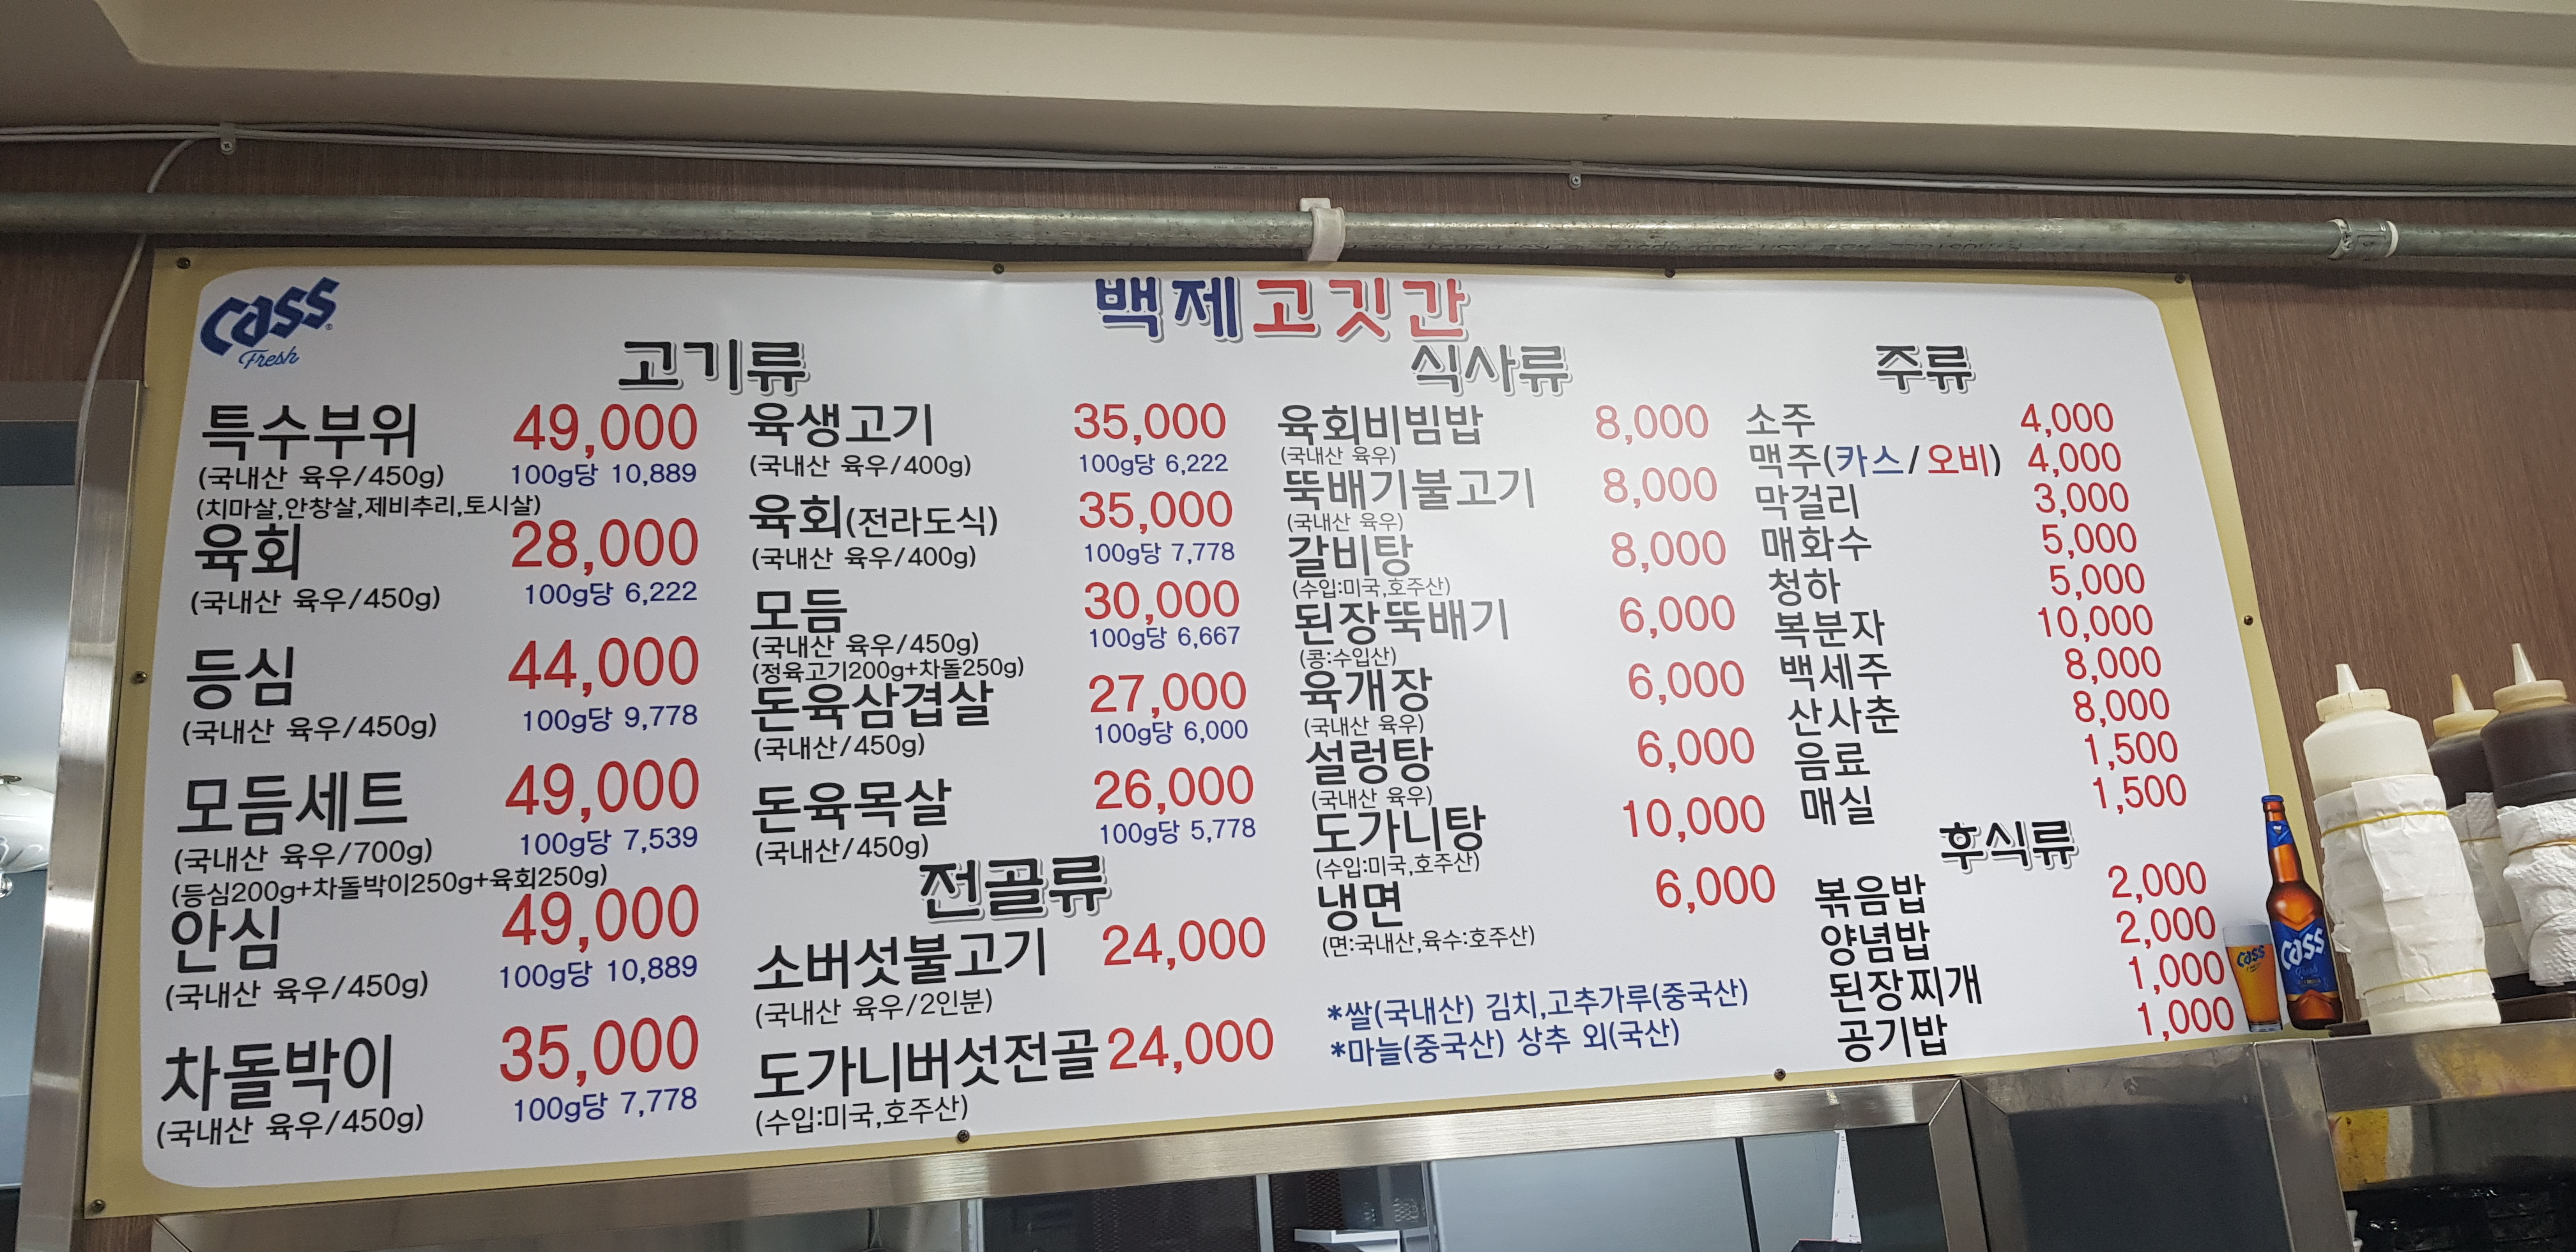 Cass
Fresh
백제고깃간
고기류
특수부위 49,000
(국내산 육우/450g) 100g당 10,889
(치마살,안창살,제비추리,토시살)
육회 28,000
(국내산 육우/450g) 100g당 6,222
등심 44,000
(국내산 육우/450g) 100g당 9,778
모듬세트 49,000
(국내산 육우/700g) 100g당 7,539
(등심200g+차돌박이250g+육회250g)
안심 49,000
(국내산 육우/450g) 100g당 10,889
차돌박이 35,000
(국내산 육우/450g) 100g당 7,778
육생고기 35,000
(국내산 육우/400g) 100g당 6,222
육회(전라도식) 35,000
(국내산 육우/400g) 100g당 7,778
모듬 30,000
(국내산 육우/450g) 100g당 6,667
(정육고기200g+차돌250g)
돈육삼겹살 27,000
(국내산/450g) 100g당 6,000
돈육목살 26,000
(국내산/450g) 100g당 5,778
전골류
소버섯불고기 24,000
(국내산 육우/2인분)
도가니버섯전골 24,000
(수입:미국,호주산)
식사류
육회비빔밥 8,000
(국내산 육우)
뚝배기불고기 8,000
(국내산 육우)
갈비탕 8,000
(수입:미국,호주산)
된장뚝배기 6,000
(콩:수입산)
육개장 6,000
(국내산 육우)
설렁탕 6,000
(국내산 육우)
도가니탕 10,000
(수입:미국,호주산)
냉면 6,000
(면:국내산,육수:호주산)
*쌀(국내산) 김치,고추가루(중국산)
*마늘(중국산) 상추 외(국산)
주류
소주 4,000
맥주(카스/오비) 4,000
막걸리 3,000
매화수 5,000
청하 5,000
복분자 10,000
백세주 8,000
산사춘 8,000
음료 1,500
매실 1,500
후식류
볶음밥 2,000
양념밥 2,000
된장찌개 1,000
공기밥 1,000
Cass
Cass
Fresh